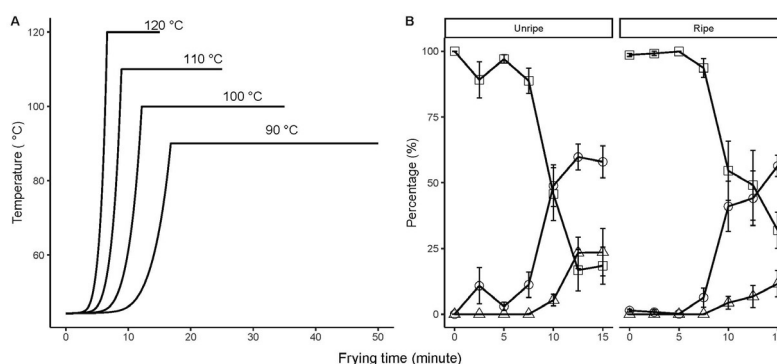 A
120 °C
110 °C
100 °C
90 °C
120
100
80
60
Temperature ( °C)
0
10
20
30
40
50
B
Unripe
Ripe
100
75
50
25
0
Percentage (%)
0
5
10
15
0
5
10
Frying time (minute)